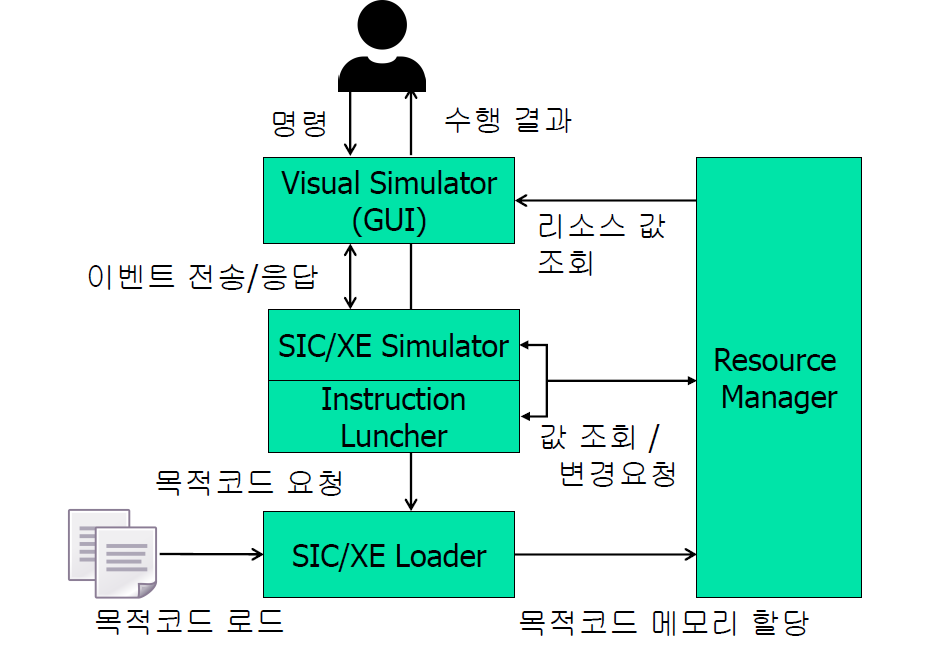 명령
수행 결과
Visual Simulator
(GUI)
리소스 값
조회
이벤트 전송/응답
SIC/XE Simulator
Instruction
Luncher
Resource
Manager
값 조회 /
변경요청
목적코드 요청
SIC/XE Loader
목적코드 로드
목적코드 메모리 할당